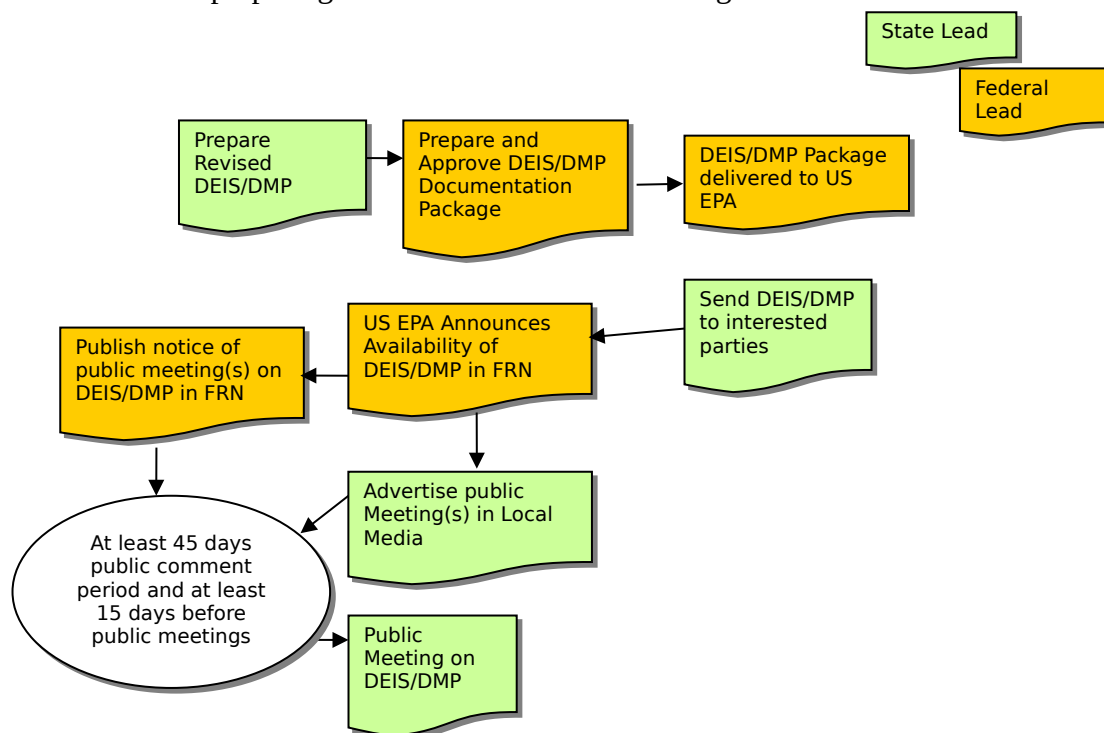 State Lead
Federal
Lead
Prepare
Revised
DEIS/DMP
Prepare and
Approve DEIS/DMP
Documentation
Package
DEIS/DMP Package
delivered to US
EPA
Send DEIS/DMP
to interested
parties
US EPA Announces
Availability of
DEIS/DMP in FRN
Publish notice of
public meeting(s) on
DEIS/DMP in FRN
Advertise public
Meeting(s) in Local
Media
At least 45 days
public comment
period and at least
15 days before
public meetings
Public
Meeting on
DEIS/DMP